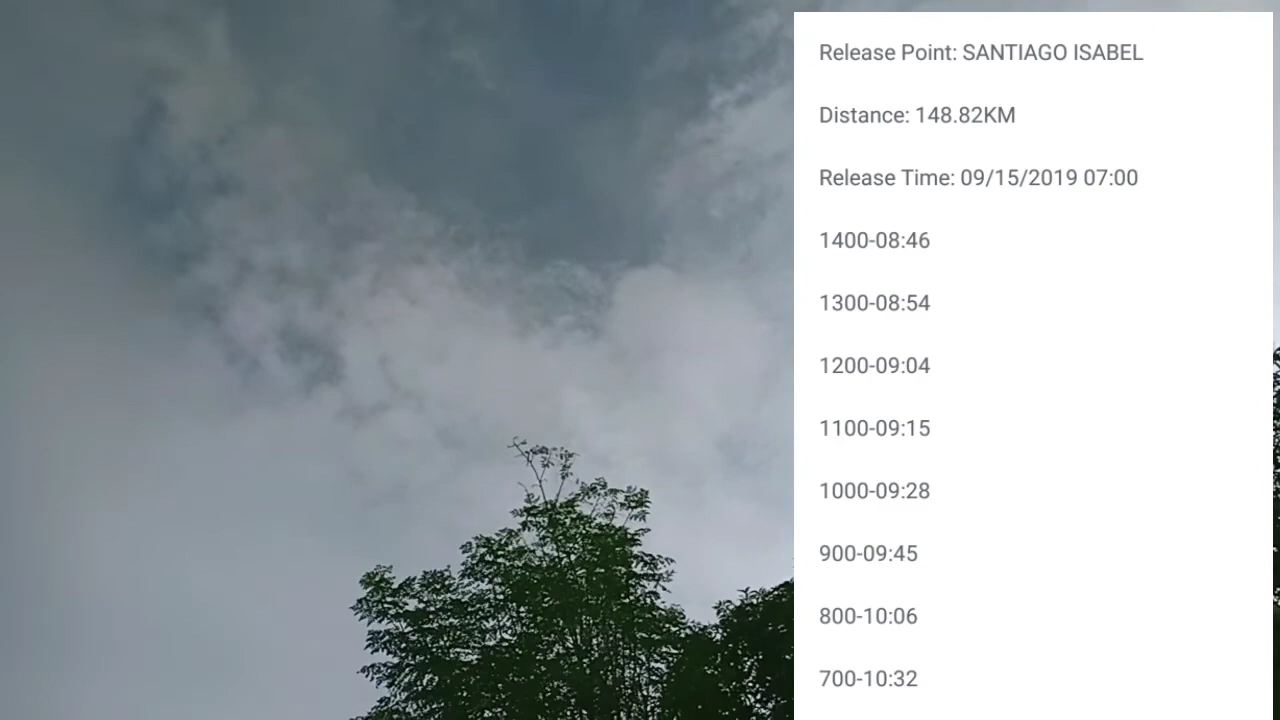 Release Point: SANTIAGO ISABEL
Distance: 148.82KM
Release Time: 09/15/2019 07:00
1400-08:46
1300-08:54
1200-09:04
1100-09:15
1000-09:28
900-09:45
800-10:06
700-10:32